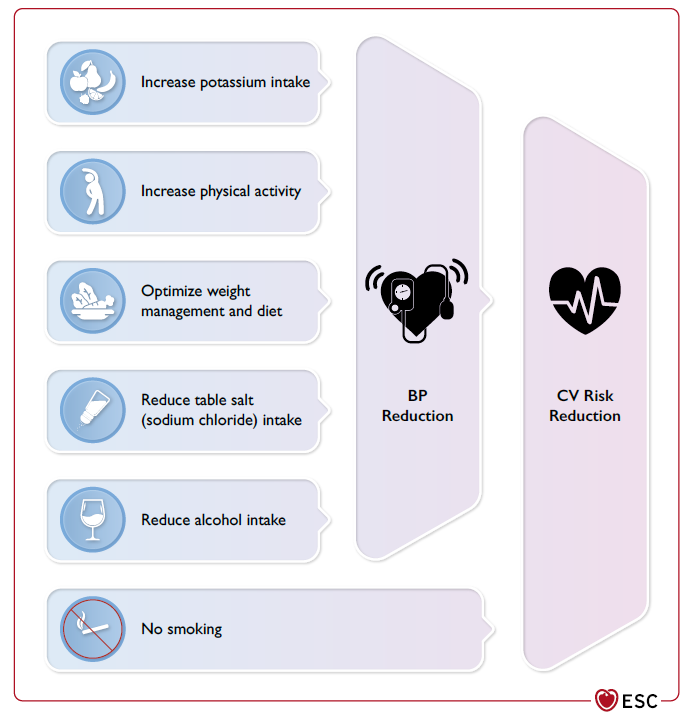 Increase potassium intake
Increase physical activity
Optimize weight
management and diet
Reduce table salt
(sodium chloride) intake
Reduce alcohol intake
No smoking
BP
Reduction
CV Risk
Reduction
ESC